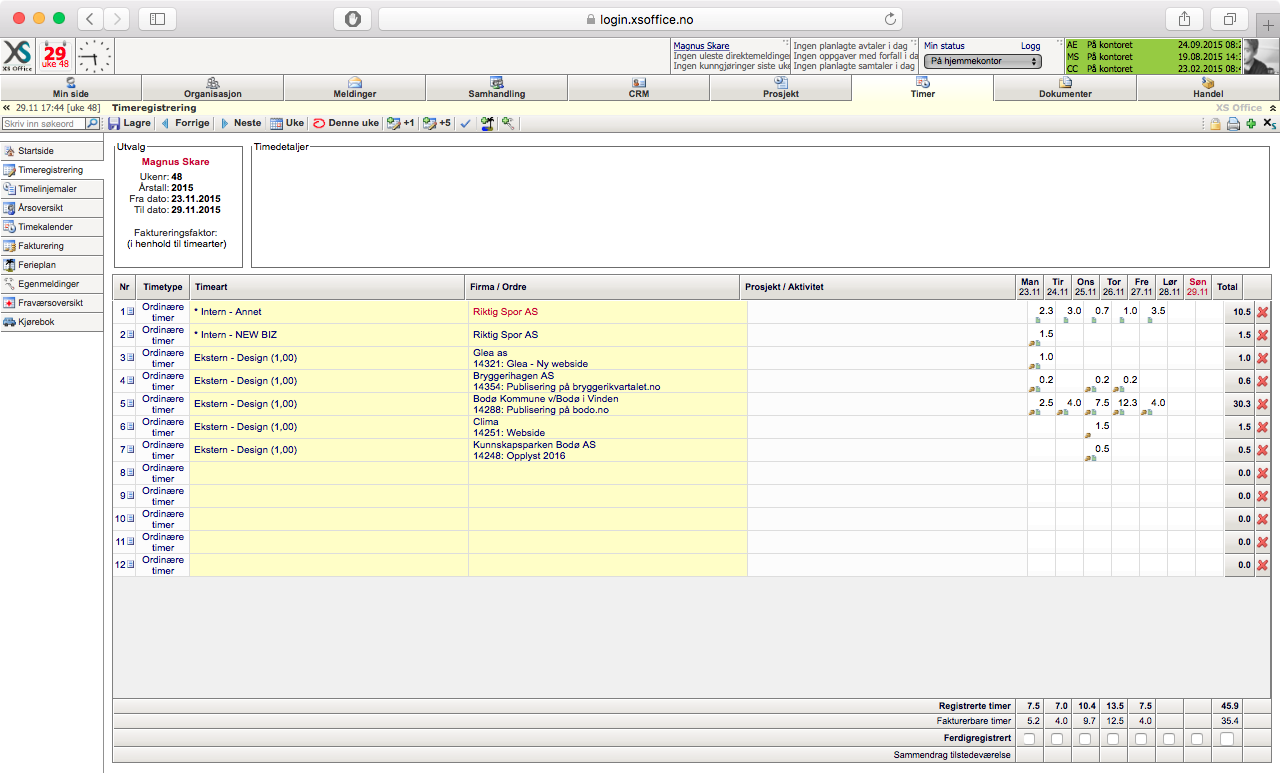 login.xsoffice.no
XS
XS Office
29
uke 48
Magnus Skare
Ingen uleste direktemeldinge
Ingen kunngjøringer siste uke
Ingen planlagte avtaler i dag
Ingen oppgaver med forfall i da
Ingen planlagte samtaler i dag
Min status Logg
På hjemmekontor
AE På kontoret 24.09.2015 08:2
MS På kontoret 19.08.2015 14:3
CC På kontoret 23.02.2015 08:4
Min side Organisasjon Meldinger Samhandling CRM Prosjekt Timer Dokumenter Handel
29.11 17:44 [uke 48] Timeregistrering XS Office
Skriv inn søkeord Lagre Forrige Neste Uke Denne uke +1 +5
Startside
Timeregistrering
Timelinjemaler
Årsoversikt
Timekalender
Fakturering
Ferieplan
Egenmeldinger
Fraværsoversikt
Kjørebok
Utvalg
Magnus Skare
Ukenr: 48
Årstall: 2015
Fra dato: 23.11.2015
Til dato: 29.11.2015
Faktureringsfaktor:
(i henhold til timearter)
Timedetaljer
Nr Timetype Timeart Firma / Ordre Prosjekt / Aktivitet Man 23.11 Tir 24.11 Ons 25.11 Tor 26.11 Fre 27.11 Lør 28.11 Søn 29.11 Total
1 Ordinære timer * Intern - Annet Riktig Spor AS 2.3 3.0 0.7 1.0 3.5 10.5
2 Ordinære timer * Intern - NEW BIZ Riktig Spor AS 1.5 1.5
3 Ordinære timer Ekstern - Design (1,00) Glea as 14321: Glea - Ny webside 1.0 1.0
4 Ordinære timer Ekstern - Design (1,00) Bryggerihagen AS 14354: Publisering på bryggerikvartalet.no 0.2 0.2 0.2 0.6
5 Ordinære timer Ekstern - Design (1,00) Bodø Kommune v/Bodø i Vinden 14288: Publisering på bodo.no 2.5 4.0 7.5 12.3 4.0 30.3
6 Ordinære timer Ekstern - Design (1,00) Clima 14251: Webside 1.5 1.5
7 Ordinære timer Ekstern - Design (1,00) Kunnskapsparken Bodø AS 14248: Opplyst 2016 0.5 0.5
8 Ordinære timer 0.0
9 Ordinære timer 0.0
10 Ordinære timer 0.0
11 Ordinære timer 0.0
12 Ordinære timer 0.0
Registrerte timer 7.5 7.0 10.4 13.5 7.5 45.9
Fakturerbare timer 5.2 4.0 9.7 12.5 4.0 35.4
Ferdigregistrert
Sammendrag tilstedeværelse